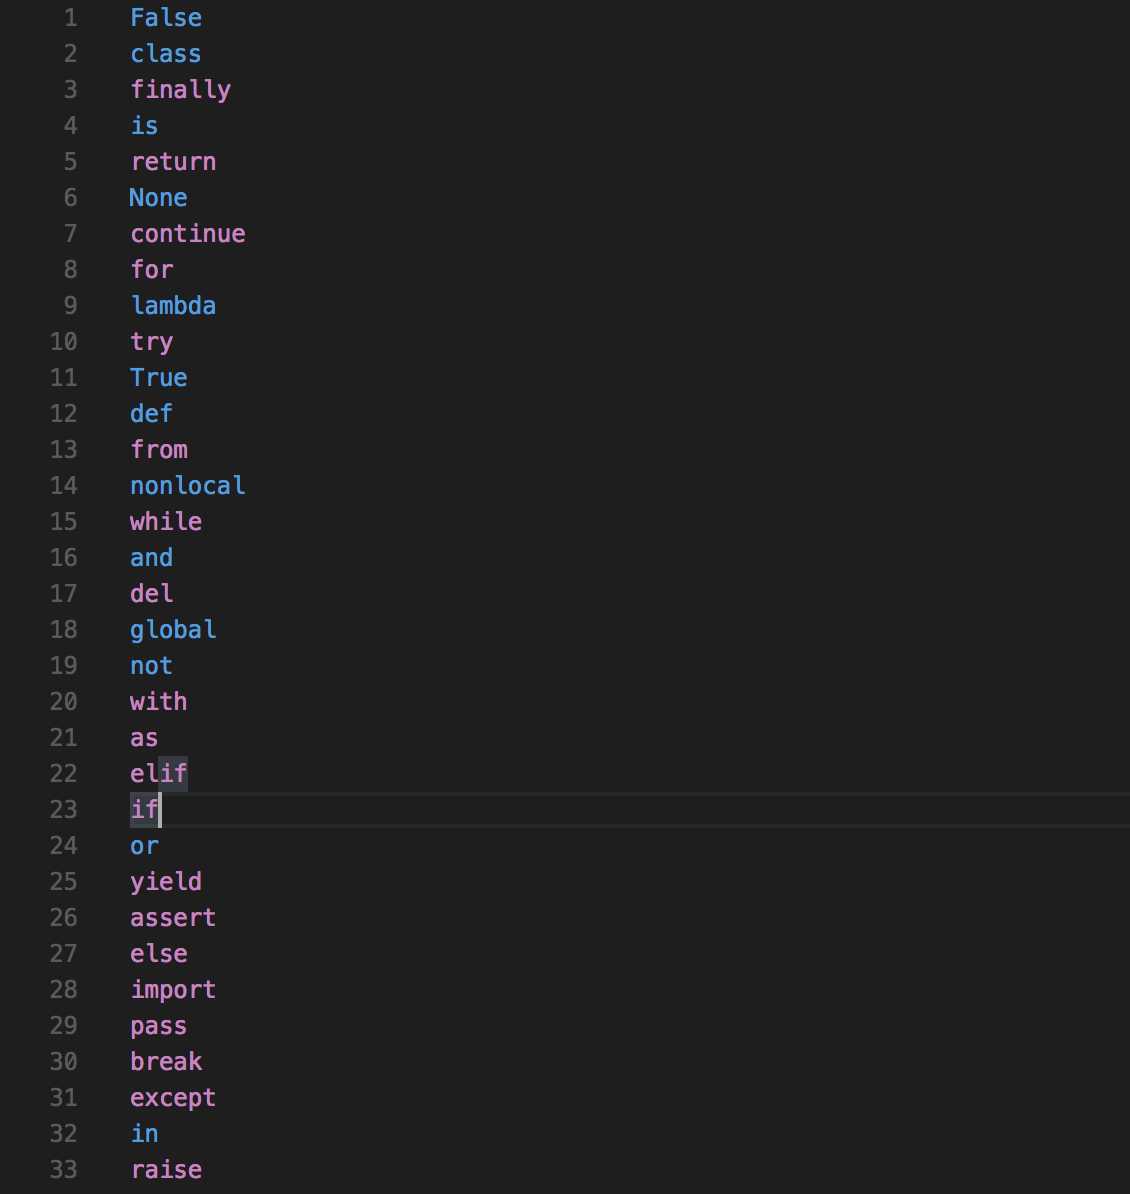 1 False
2 class
3 finally
4 is
5 return
6 None
7 continue
8 for
9 lambda
10 try
11 True
12 def
13 from
14 nonlocal
15 while
16 and
17 del
18 global
19 not
20 with
21 as
22 elif
23 if
24 or
25 yield
26 assert
27 else
28 import
29 pass
30 break
31 except
32 in
33 raise